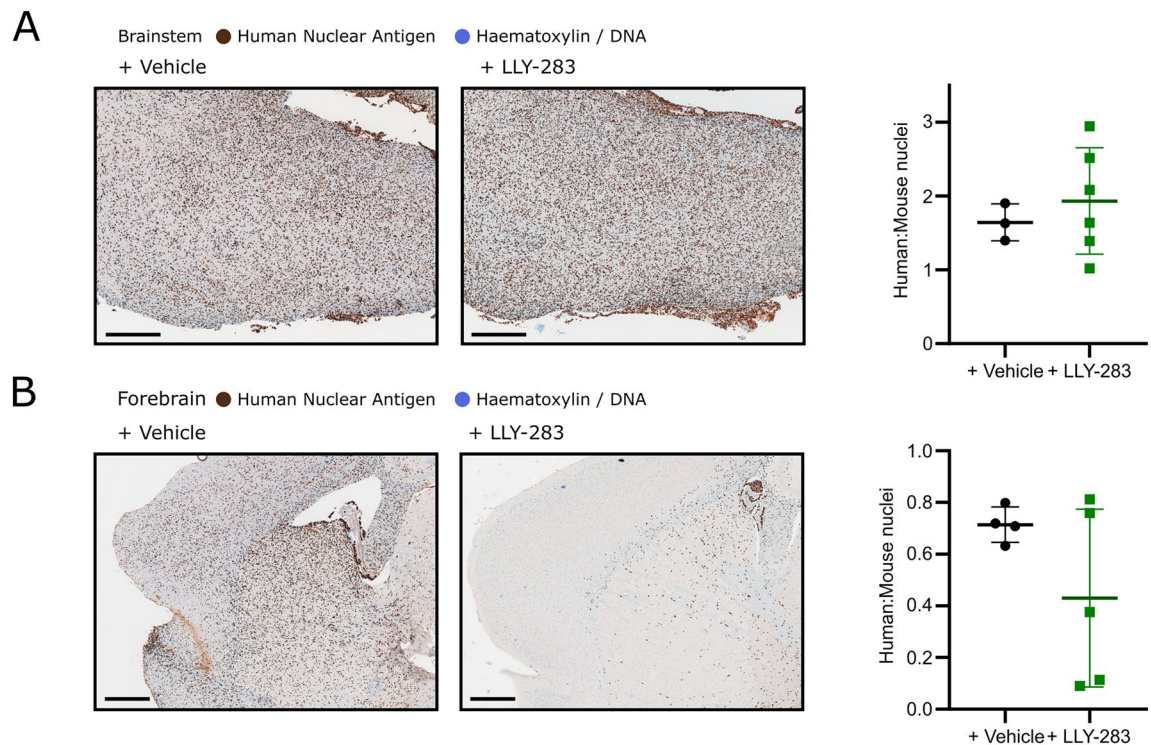 A
Brainstem Human Nuclear Antigen Haematoxylin / DNA
+ Vehicle + LLY-283
Human:Mouse nuclei
3
2
1
0
+ Vehicle + LLY-283
B
Forebrain Human Nuclear Antigen Haematoxylin / DNA
+ Vehicle + LLY-283
Human:Mouse nuclei
1.0
0.8
0.6
0.4
0.2
0.0
+ Vehicle + LLY-283